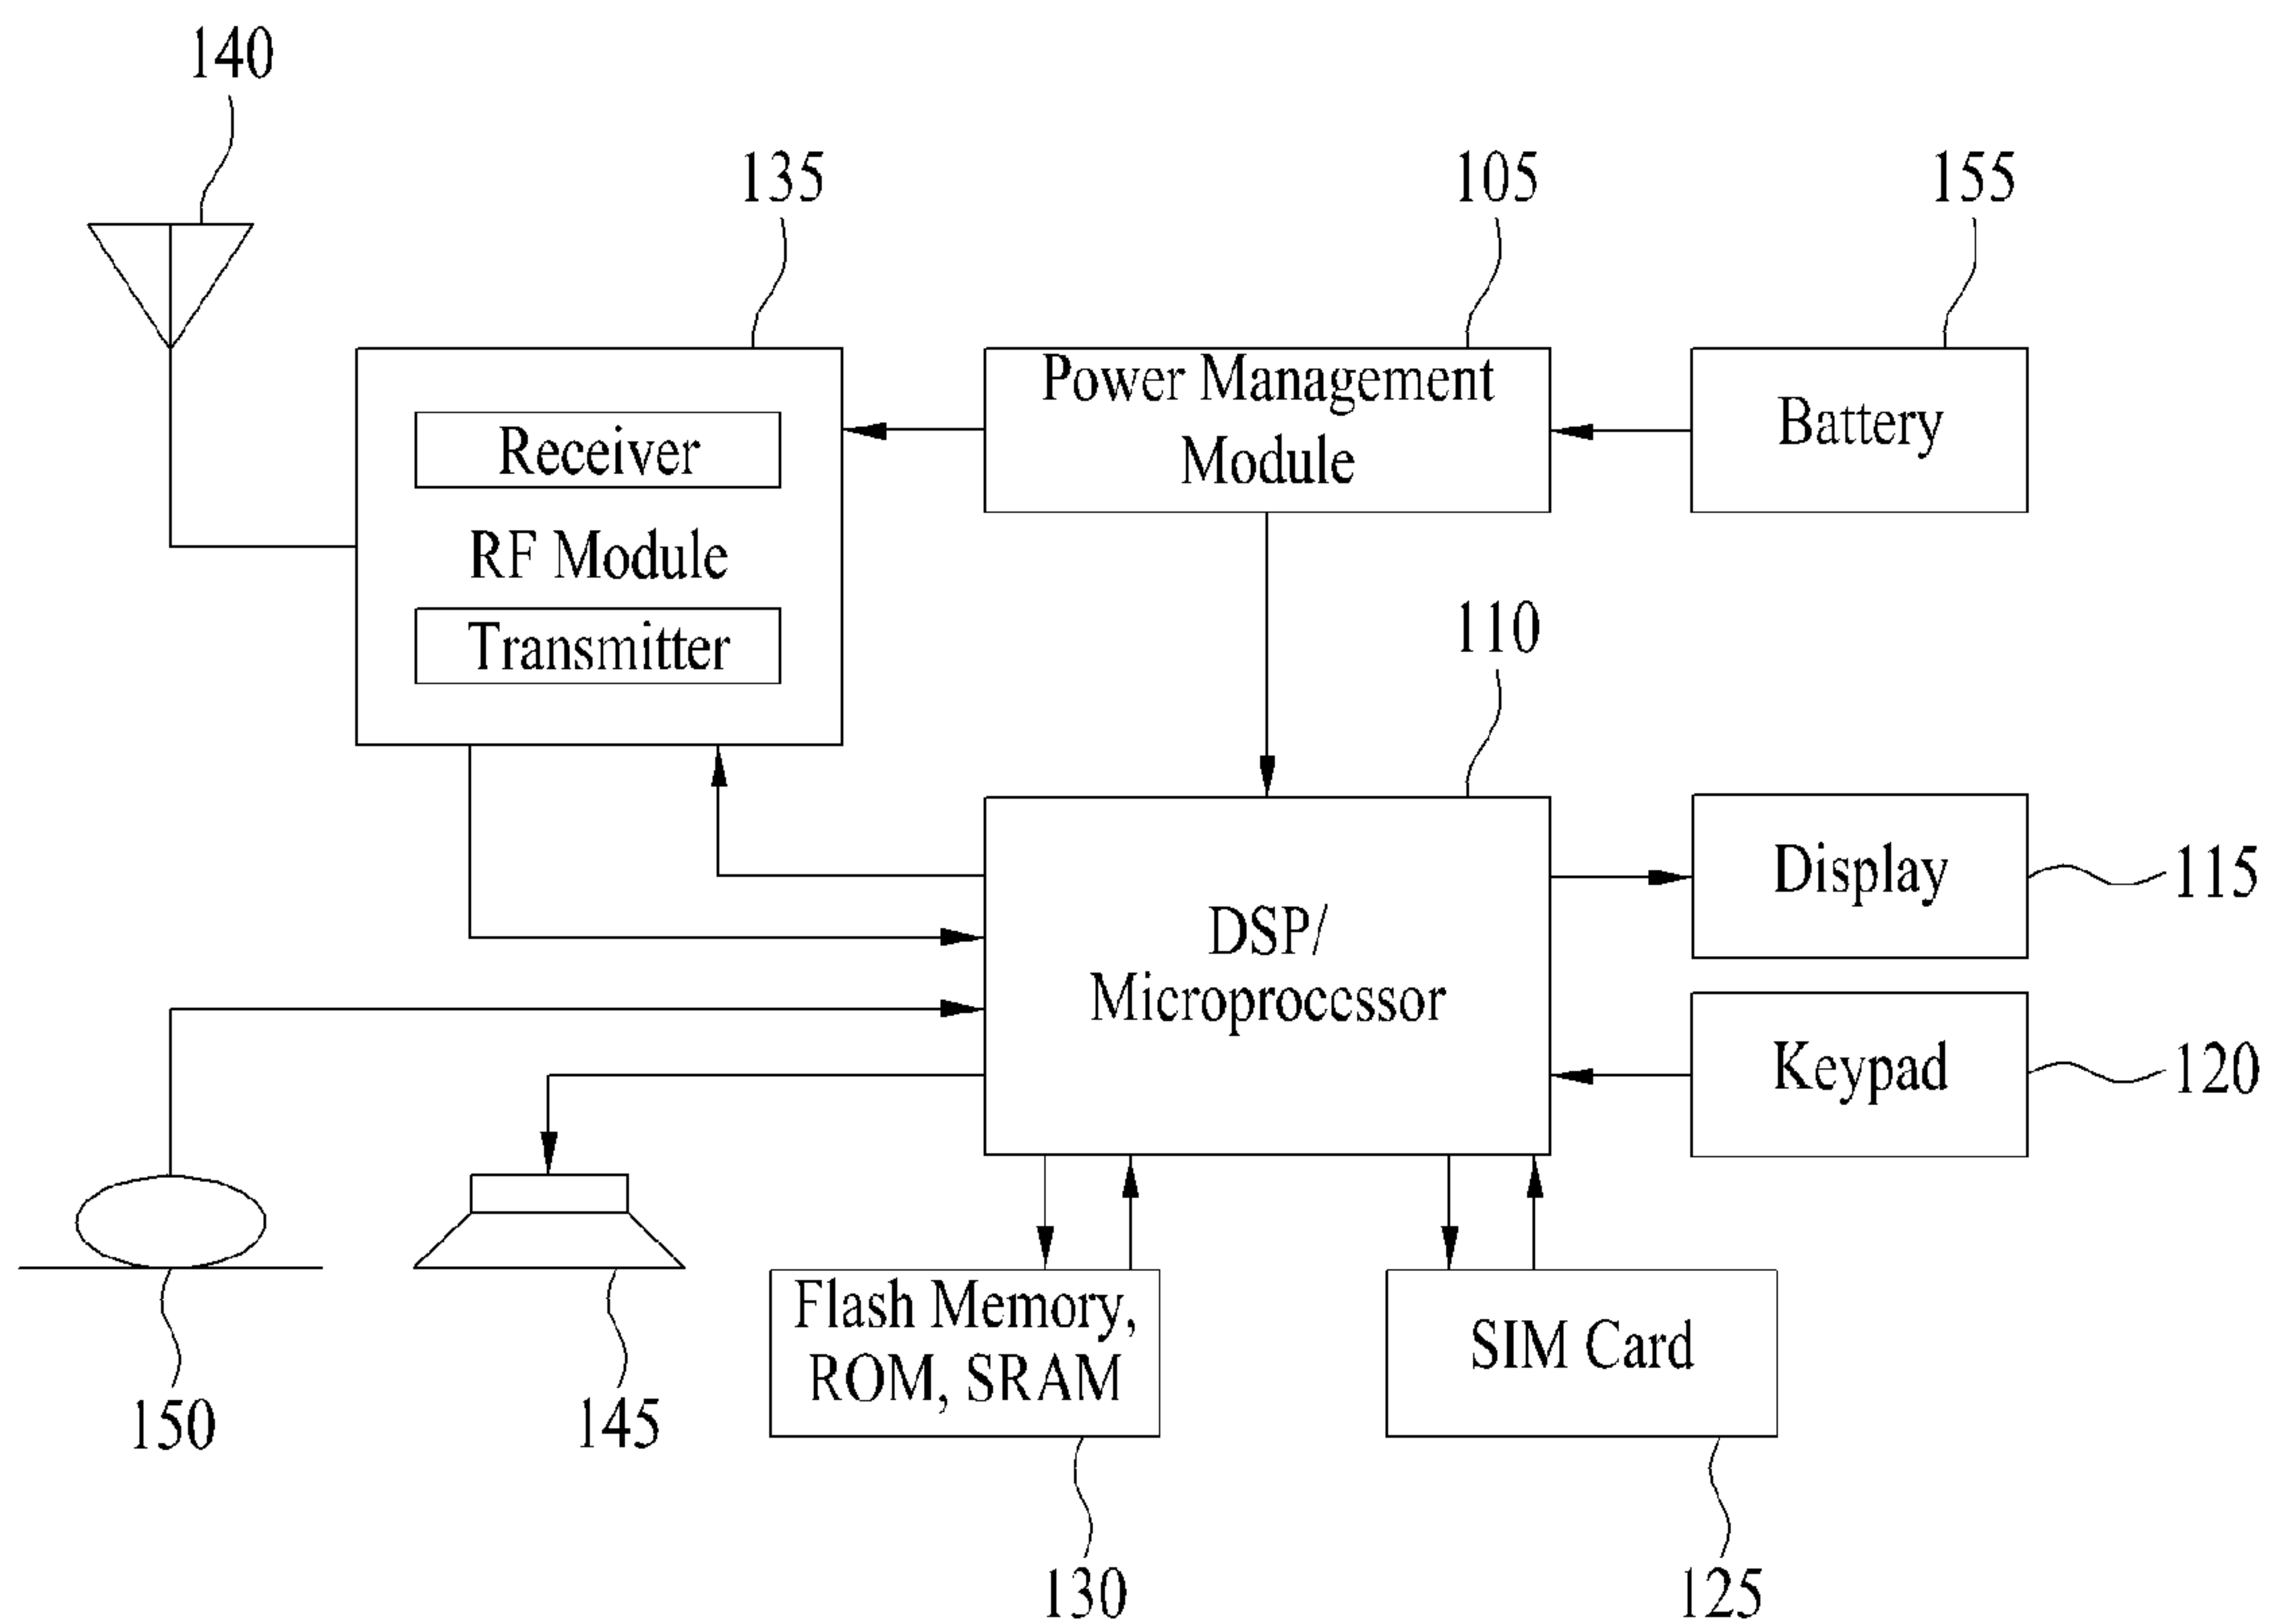 140
135
105
155
Power Management
Module
Battery
Receiver
RF Module
Transmitter
110
Display
115
DSP/
Microprocessor
Keypad
120
Flash Memory,
ROM, SRAM
SIM Card
150
145
130
125